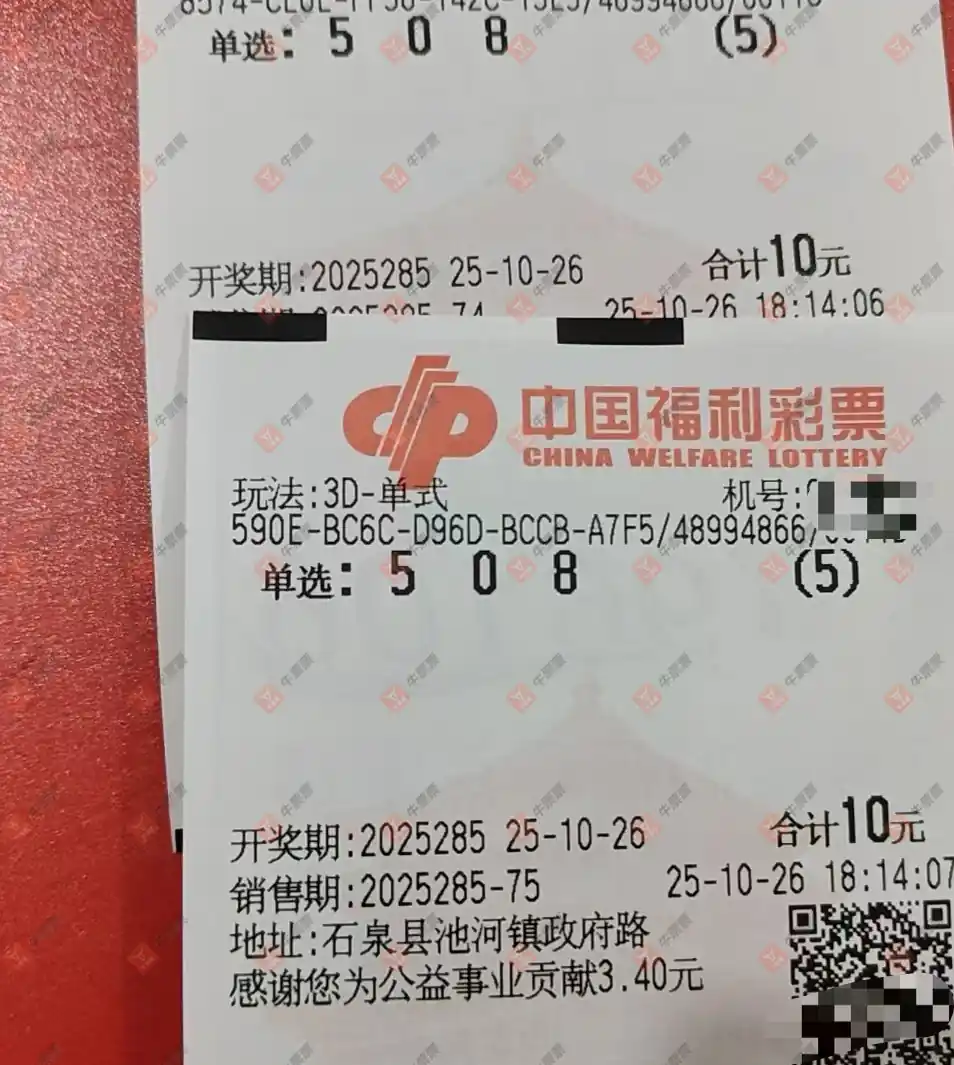 单选: 5 0 8 (5)
开奖期:2025285 25-10-26 合计10元
25-10-26 18:14:06
中国福利彩票
CHINA WELFARE LOTTERY
玩法:3D-单式 机号:
590E-BC6C-D96D-BCCB-A7F5/48994866/
单选: 5 0 8 (5)
开奖期:2025285 25-10-26 合计10元
销售期:2025285-75 25-10-26 18:14:07
地址:石泉县池河镇政府路
感谢您为公益事业贡献3.40元